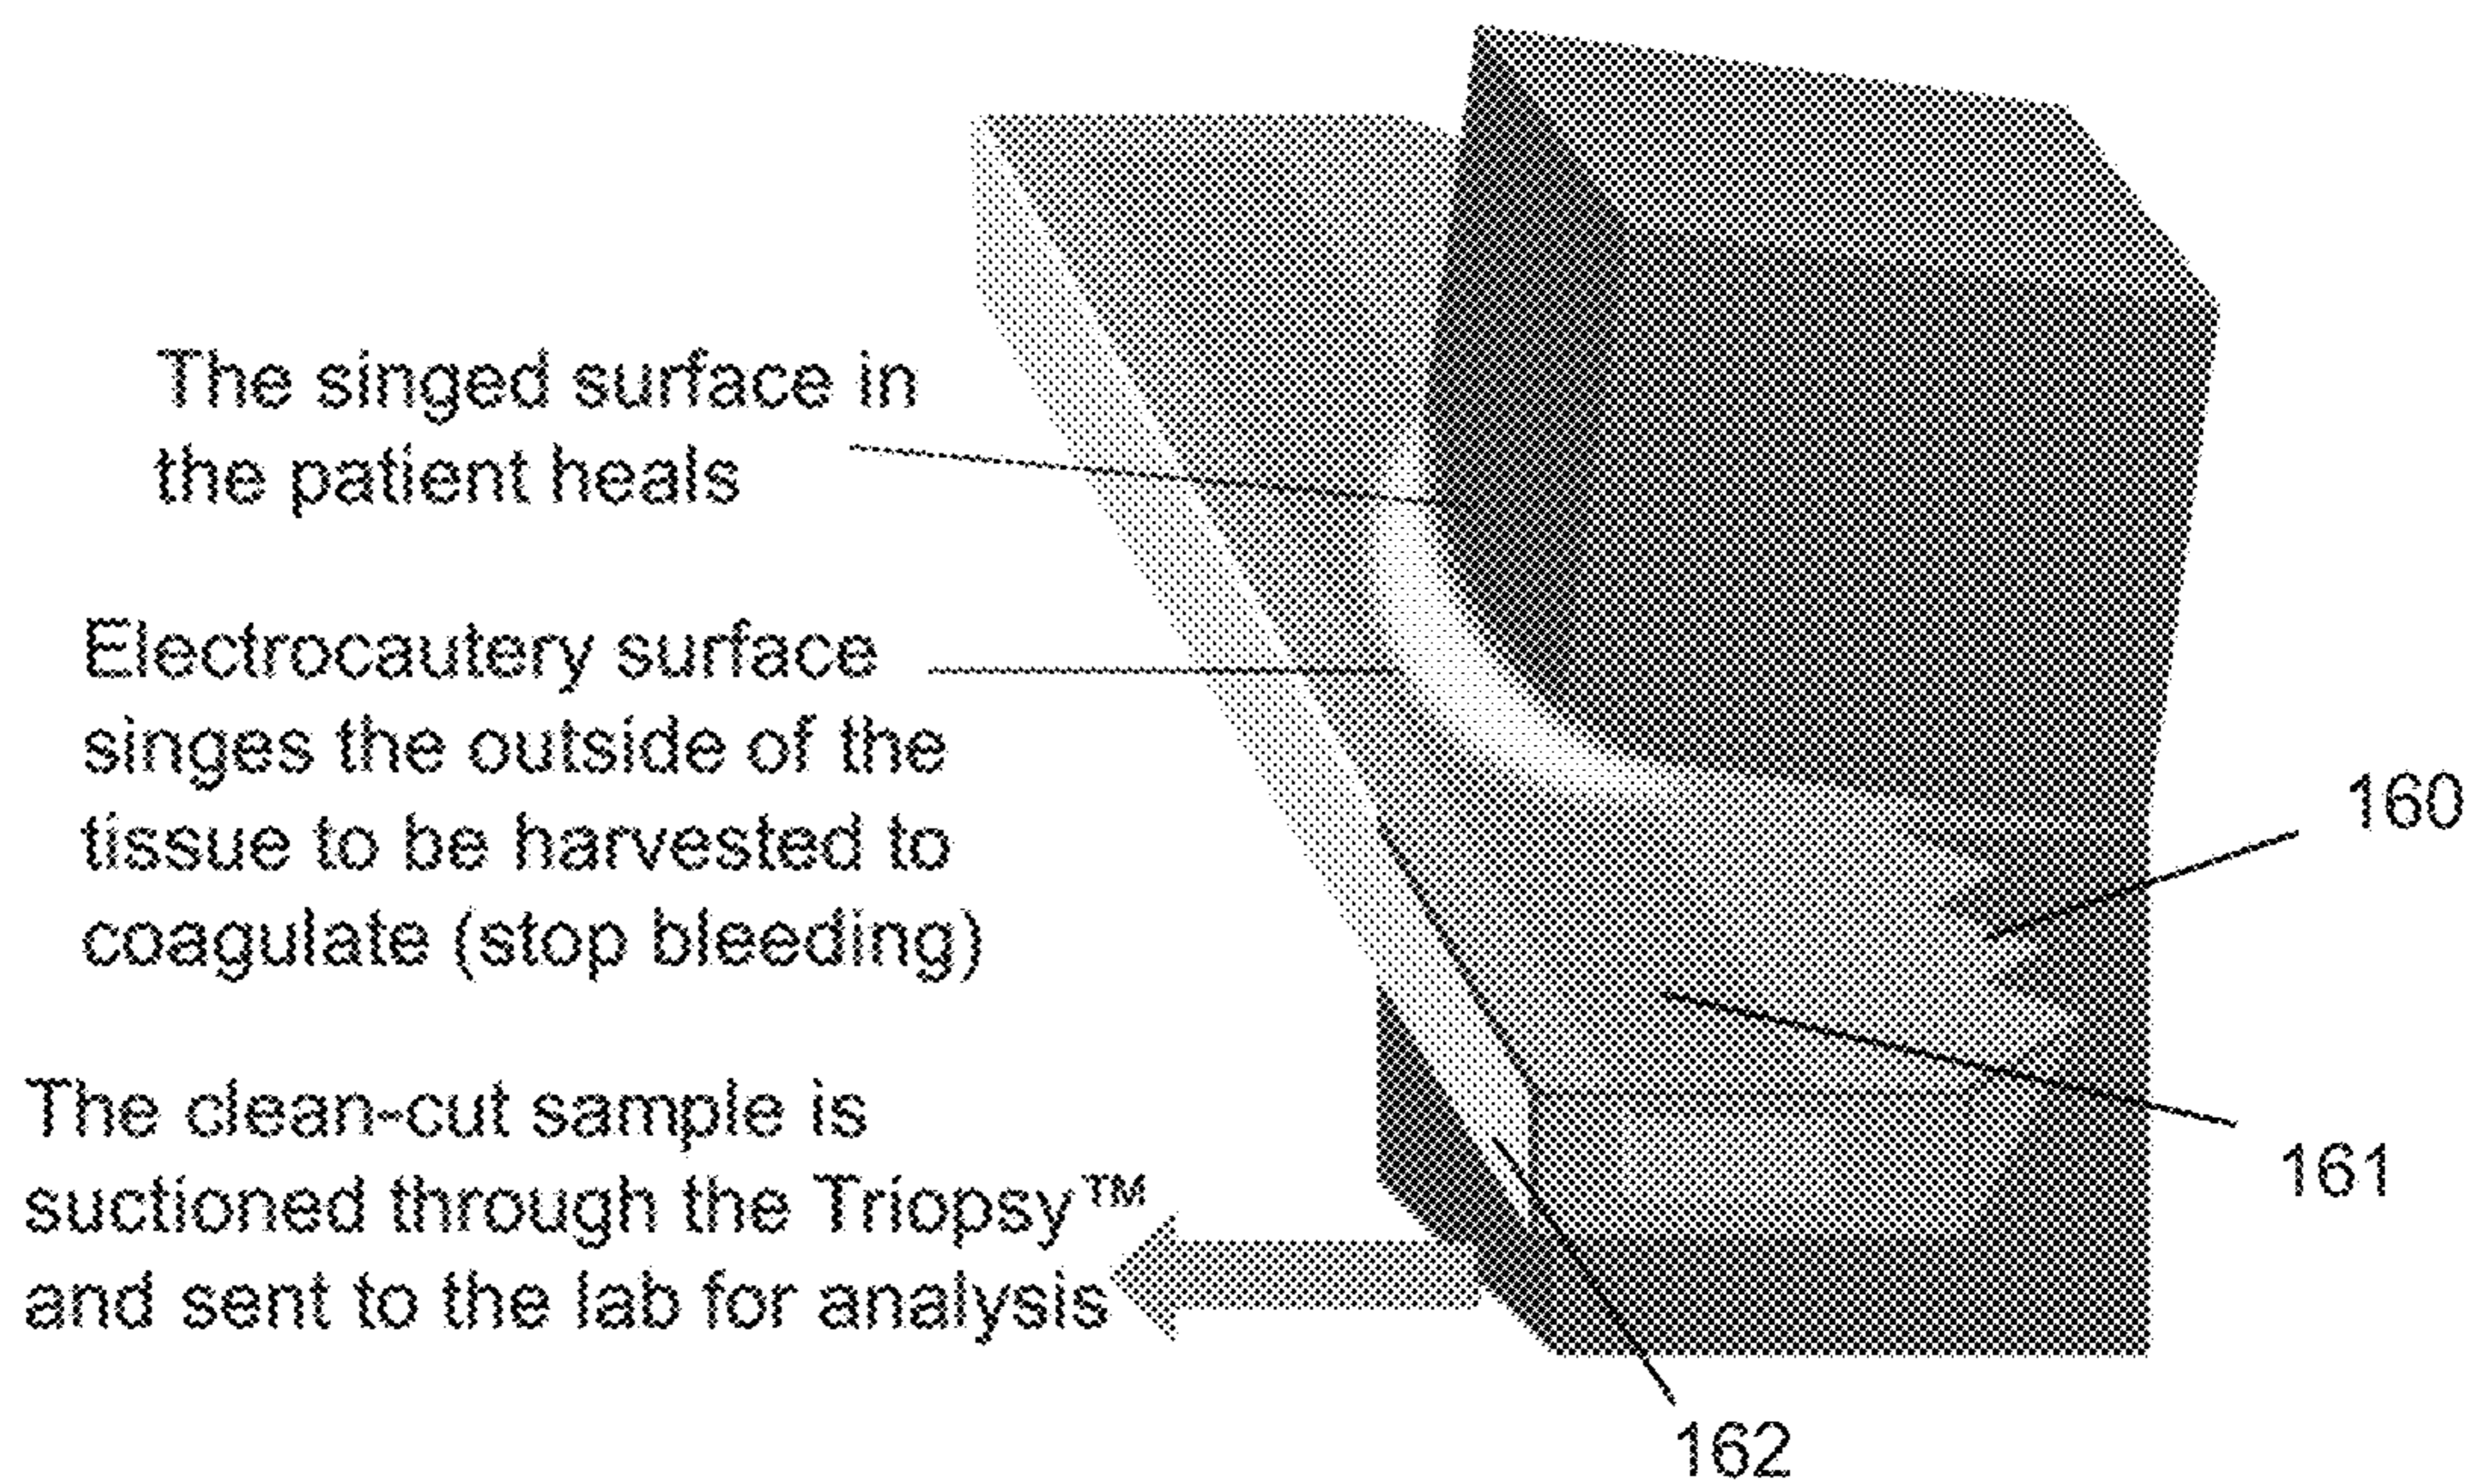 The singed surface in
the patient heals
Electrocautery surface
singes the outside of the
tissue to be harvested to
coagulate (stop bleeding)
The clean-cut sample is
suctioned through the Triopsy™
and sent to the lab for analysis
160
161
162